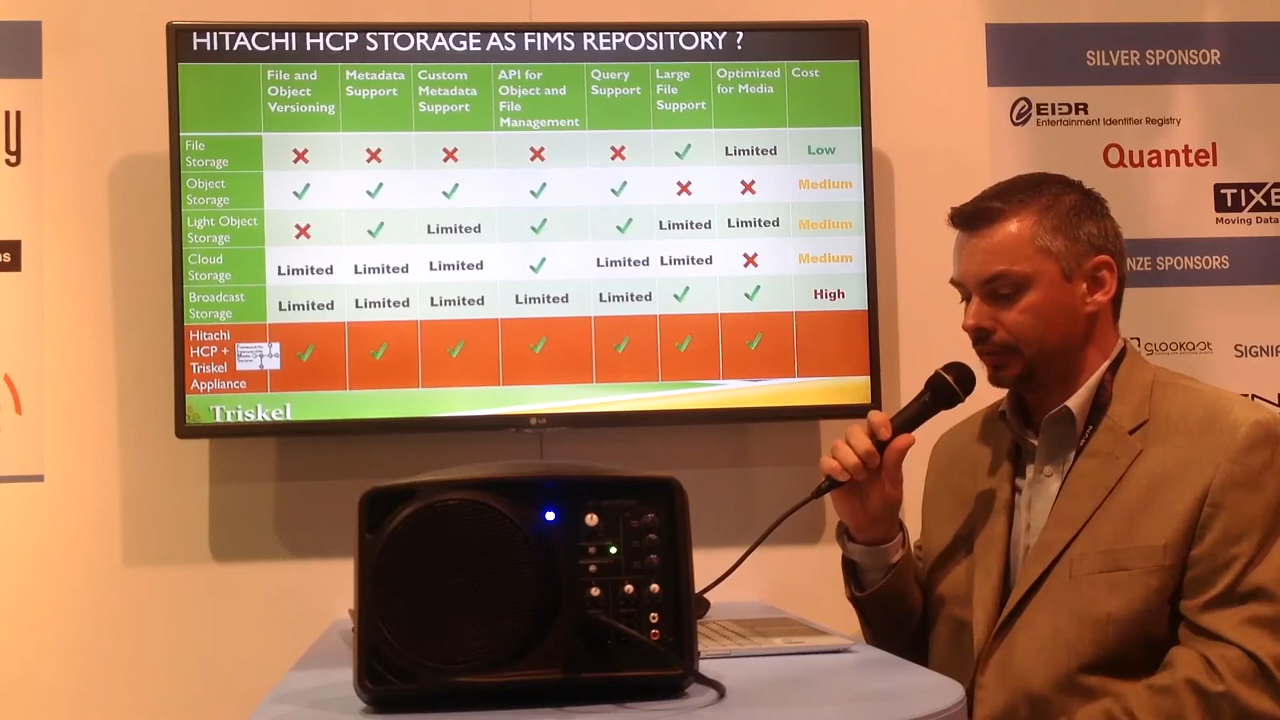 HITACHI HCP STORAGE AS FIMS REPOSITORY ?
File and Object Versioning
Metadata Support
Custom Metadata Support
API for Object and File Management
Query Support
Large File Support
Optimized for Media
Cost
File Storage
Limited
Low
Object Storage
Medium
Light Object Storage
Limited
Limited
Limited
Medium
Cloud Storage
Limited
Limited
Limited
Limited
Limited
Medium
Broadcast Storage
Limited
Limited
Limited
Limited
Limited
High
Hitachi HCP + Triskel Appliance
Triskel
LG
y
ns
SILVER SPONSOR
EIDR
Entertainment Identifier Registry
Quantel
TIXE
Moving Data
NZE SPONSORS
CLOOKAST
SIGNI
NAB